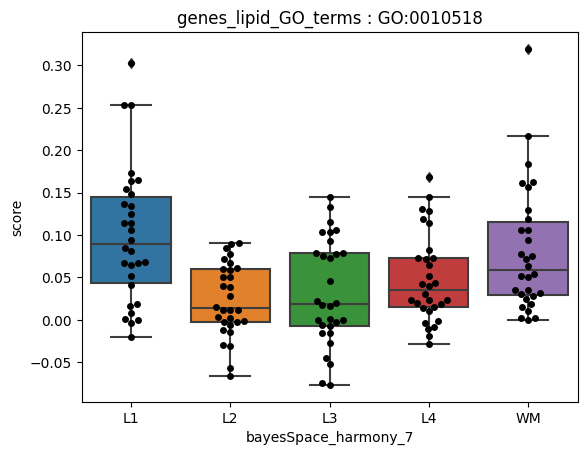 genes_lipid_GO_terms : GO:0010518
0.30
0.25
0.20
0.15
0.10
0.05
0.00
−0.05
score
L1 L2 L3 L4 WM
bayesSpace_harmony_7